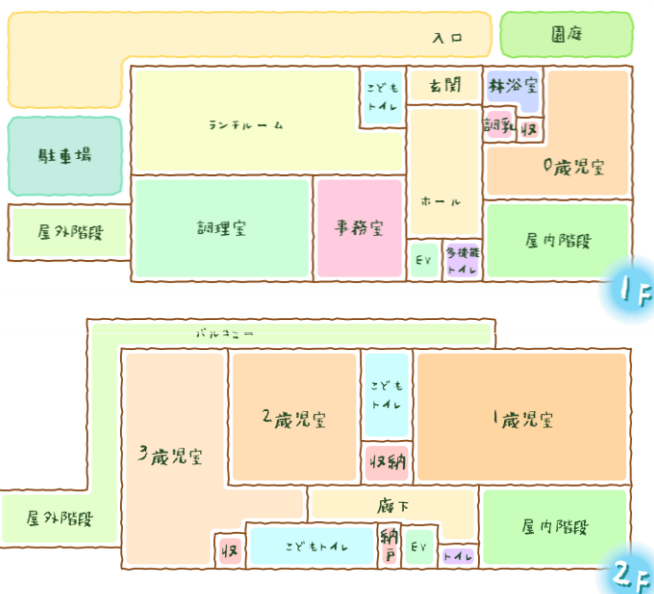 入口
園庭
こども
トイレ
玄関
沐浴室
ランチルーム
調乳
収
駐車場
0歳児室
ホール
屋外階段
調理室
事務室
屋内階段
EV
多機能
トイレ
1F
バルコニー
こども
トイレ
2歳児室
1歳児室
3歳児室
収納
廊下
屋外階段
屋内階段
収
こどもトイレ
納
戸
EV
トイレ
2F